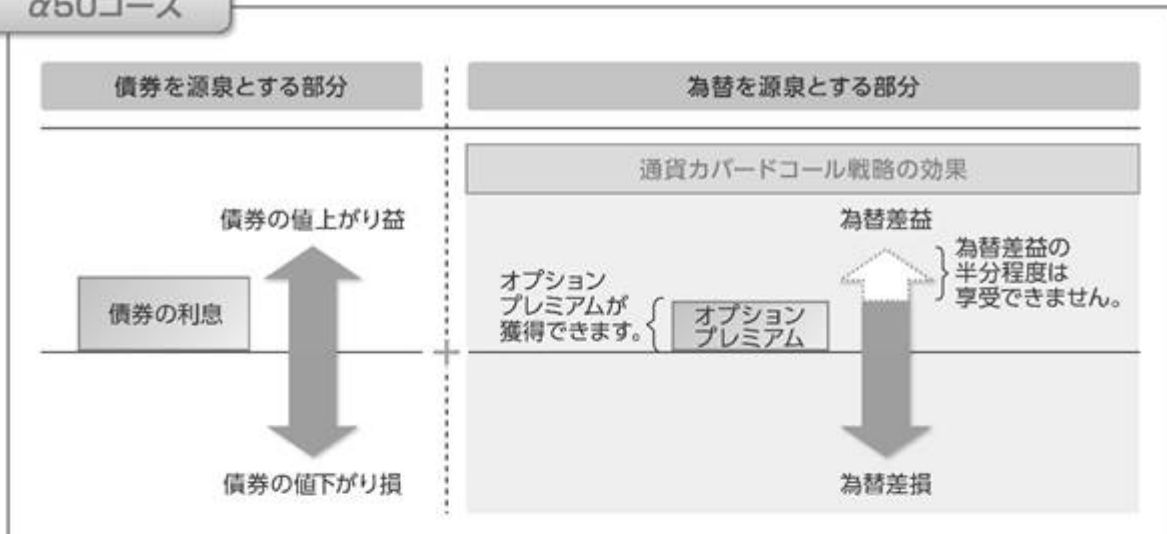 α50コース
債券を源泉とする部分
為替を源泉とする部分
通貨カバードコール戦略の効果
債券の値上がり益
債券の利息
債券の値下がり損
為替差益
オプション
プレミアムが
獲得できます。
オプション
プレミアム
為替差益の
半分程度は
享受できません。
為替差損